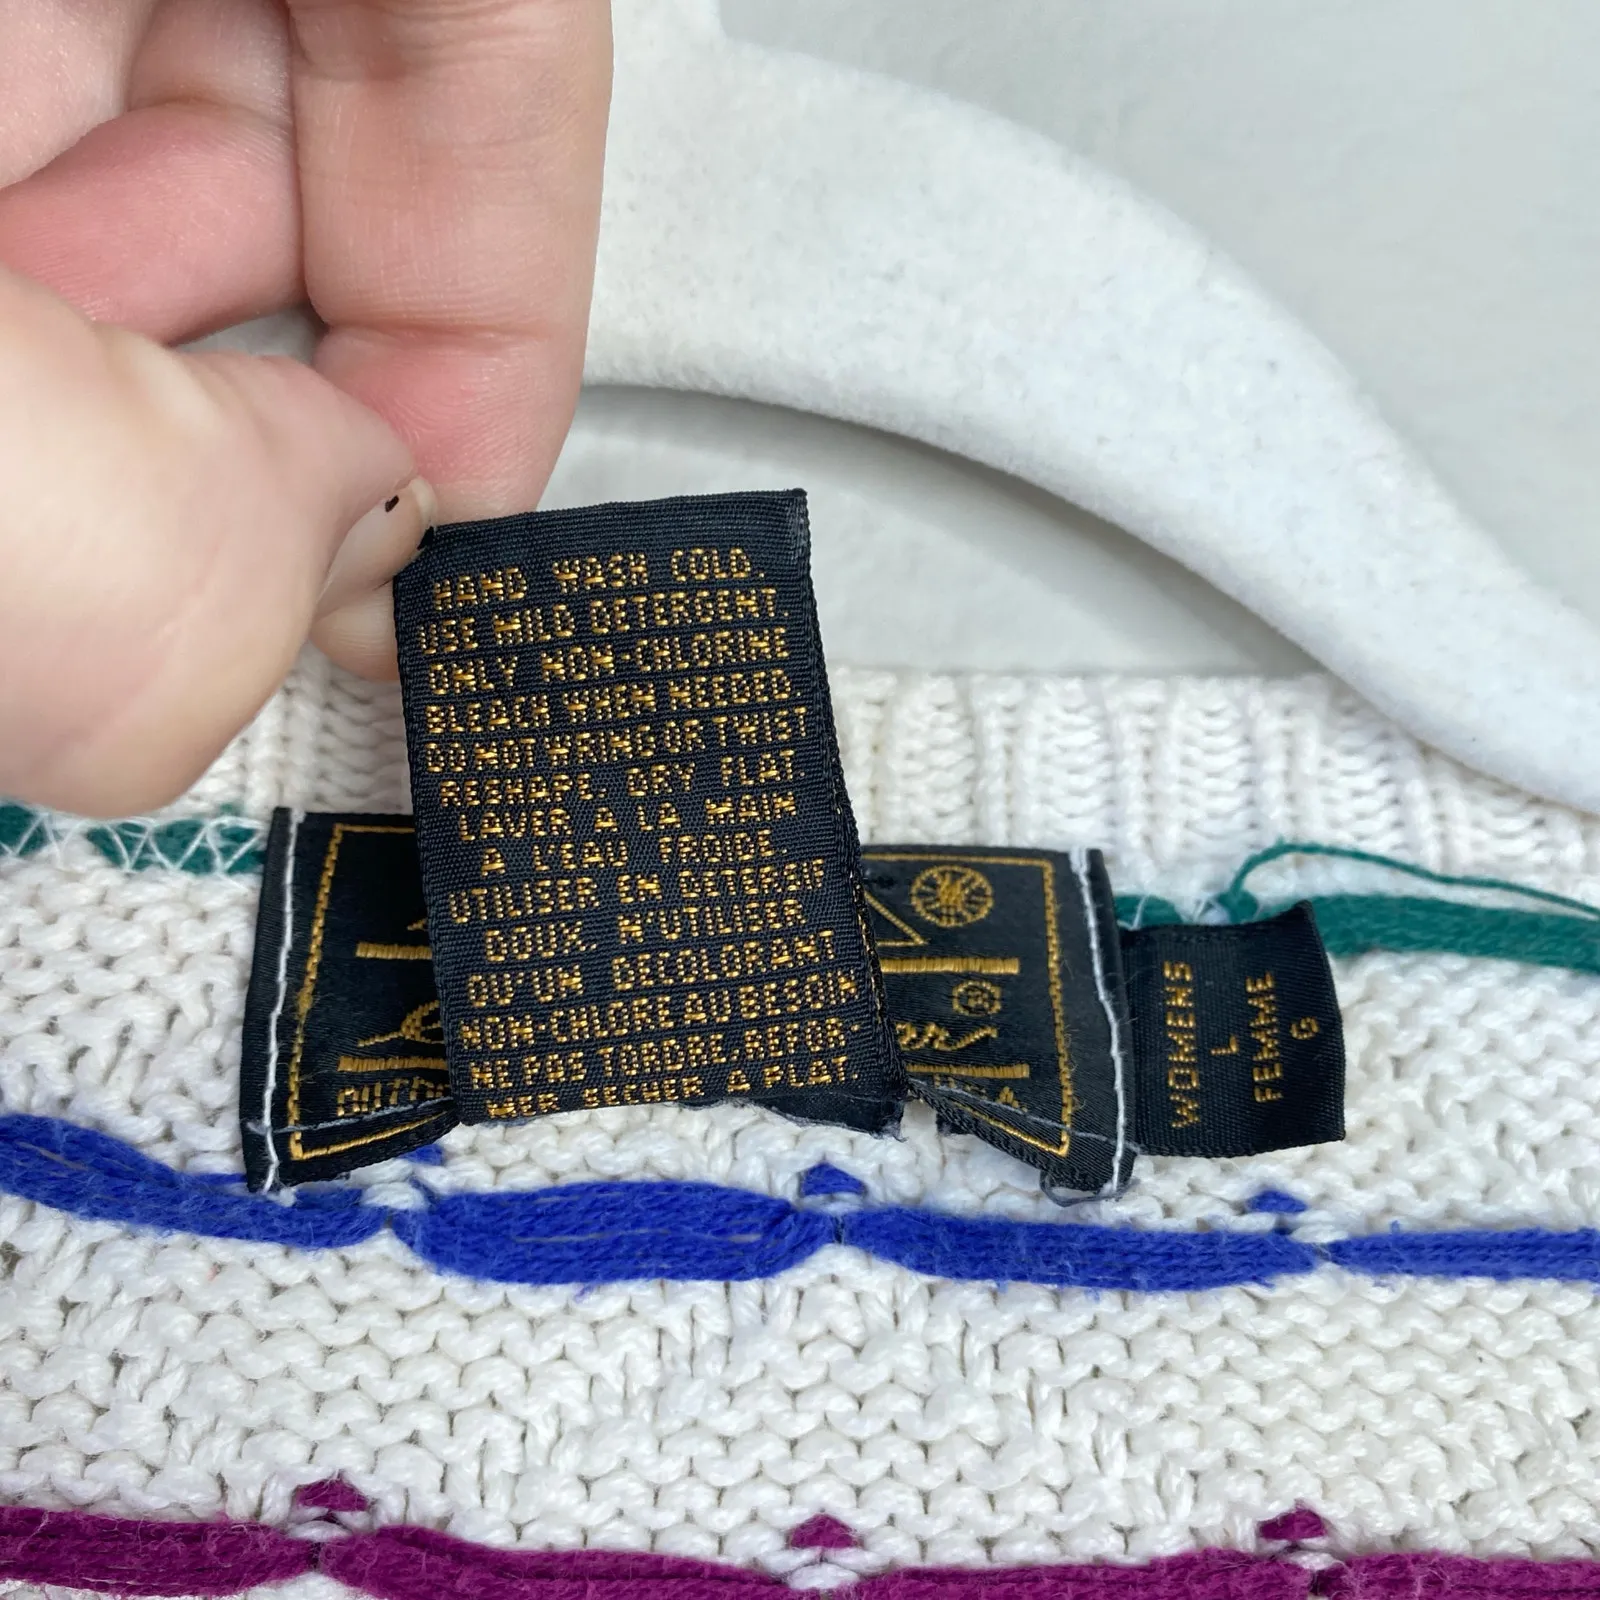 HAND WASH COLD.
USE MILD DETERGENT.
ONLY NON-CHLORINE
BLEACH WHEN NEEDED.
DO NOT WRING OR TWIST
RESHAPE. DRY FLAT.
LAVER A LA MAIN
A L'EAU FROIDE
UTILISER EN DETERSIF
DOUX. N'UTILISER
QU'UN DECOLORANT
NON-CHLORE AU BESOIN
NE PAS TORDRE, REFOR-
MER SECHER A PLAT.
®
WOMENS
L
FEMME
G